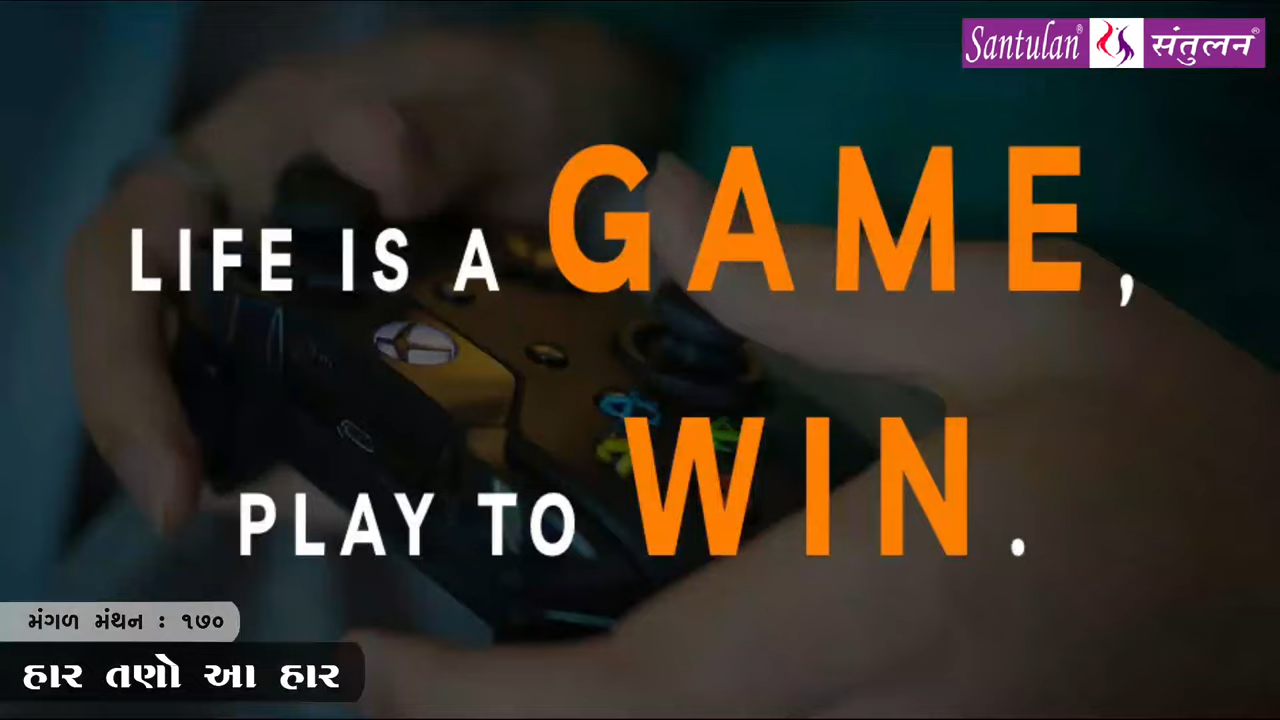 Santulan® संतुलन®
LIFE IS A GAME,
PLAY TO WIN.
મંગળ મંથન : ૧૭૦
હાર તણો આ હાર